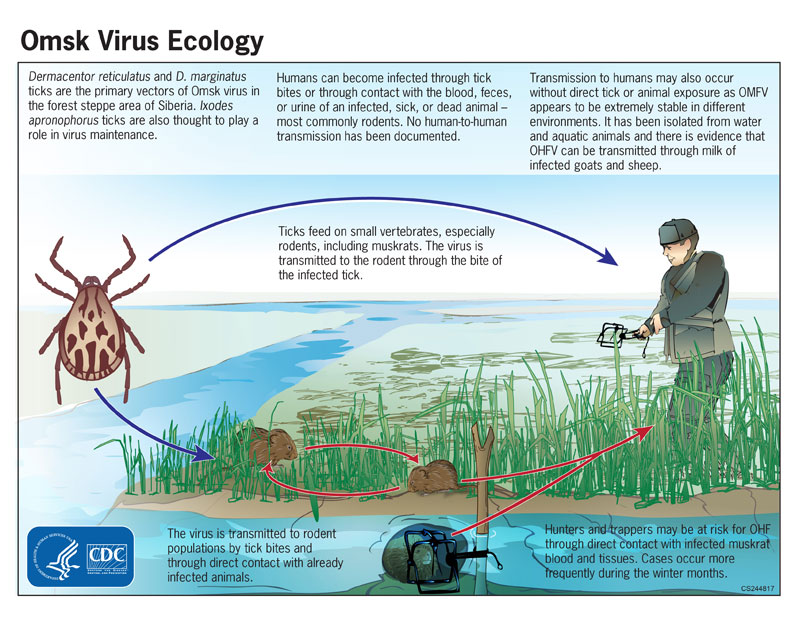 Omsk Virus Ecology
Dermacentor reticulatus and D. marginatus
ticks are the primary vectors of Omsk virus in
the forest steppe area of Siberia. Ixodes
apronophorus ticks are also thought to play a
role in virus maintenance.
Humans can become infected through tick
bites or through contact with the blood, feces,
or urine of an infected, sick, or dead animal –
most commonly rodents. No human-to-human
transmission has been documented.
Transmission to humans may also occur
without direct tick or animal exposure as OMFV
appears to be extremely stable in different
environments. It has been isolated from water
and aquatic animals and there is evidence that
OHFV can be transmitted through milk of
infected goats and sheep.
Ticks feed on small vertebrates, especially
rodents, including muskrats. The virus is
transmitted to the rodent through the bite of
the infected tick.
The virus is transmitted to rodent
populations by tick bites and
through direct contact with already
infected animals.
Hunters and trappers may be at risk for OHF
through direct contact with infected muskrat
blood and tissues. Cases occur more
frequently during the winter months.
CDC
CS244817